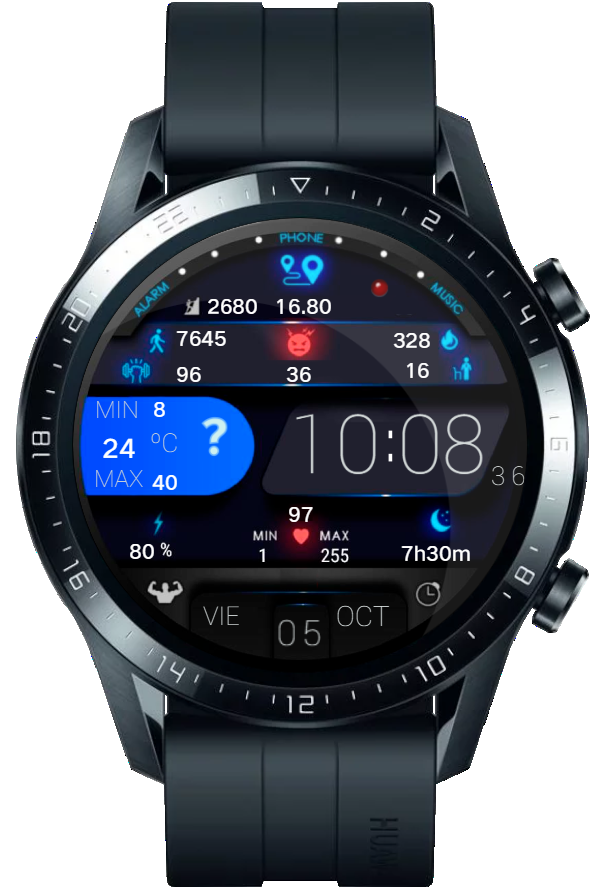 PHONE
ALARM
MUSIC
2680 16.80
7645 328
96 36 16
MIN 8
24 ºC ?
MAX 40
10:08
36
97
MIN MAX
1 255
80 % 7h30m
VIE 05 OCT
2
4
6
8
10
12
14
16
18
20
22
HUAW